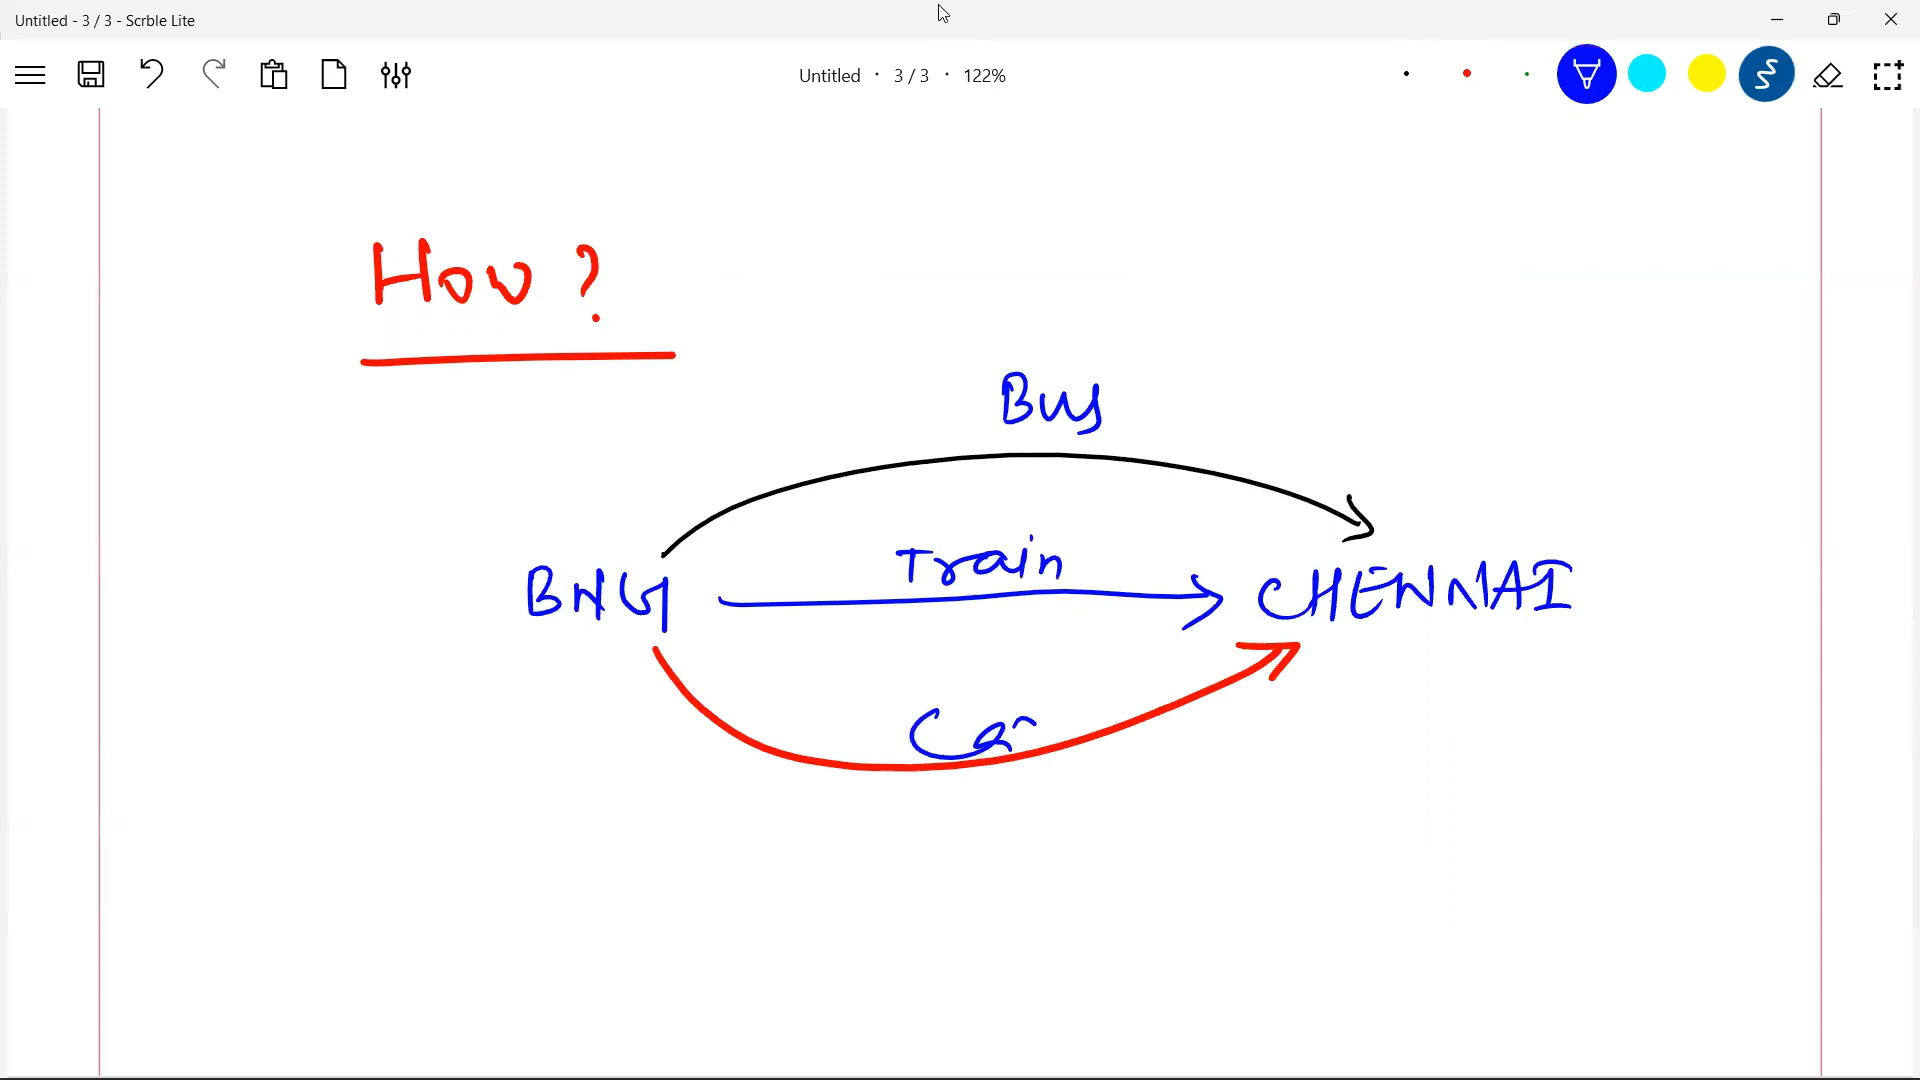 Untitled - 3 / 3 - Scrble Lite
Untitled · 3 / 3 · 122%
How ?
Bus
Train
BNG CHENNAI
Car